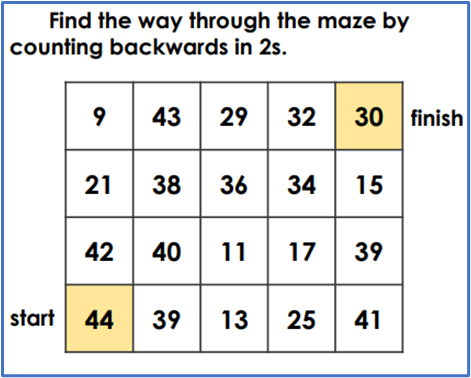 Find the way through the maze by
counting backwards in 2s.
9 43 29 32 30 finish
21 38 36 34 15
42 40 11 17 39
start 44 39 13 25 41